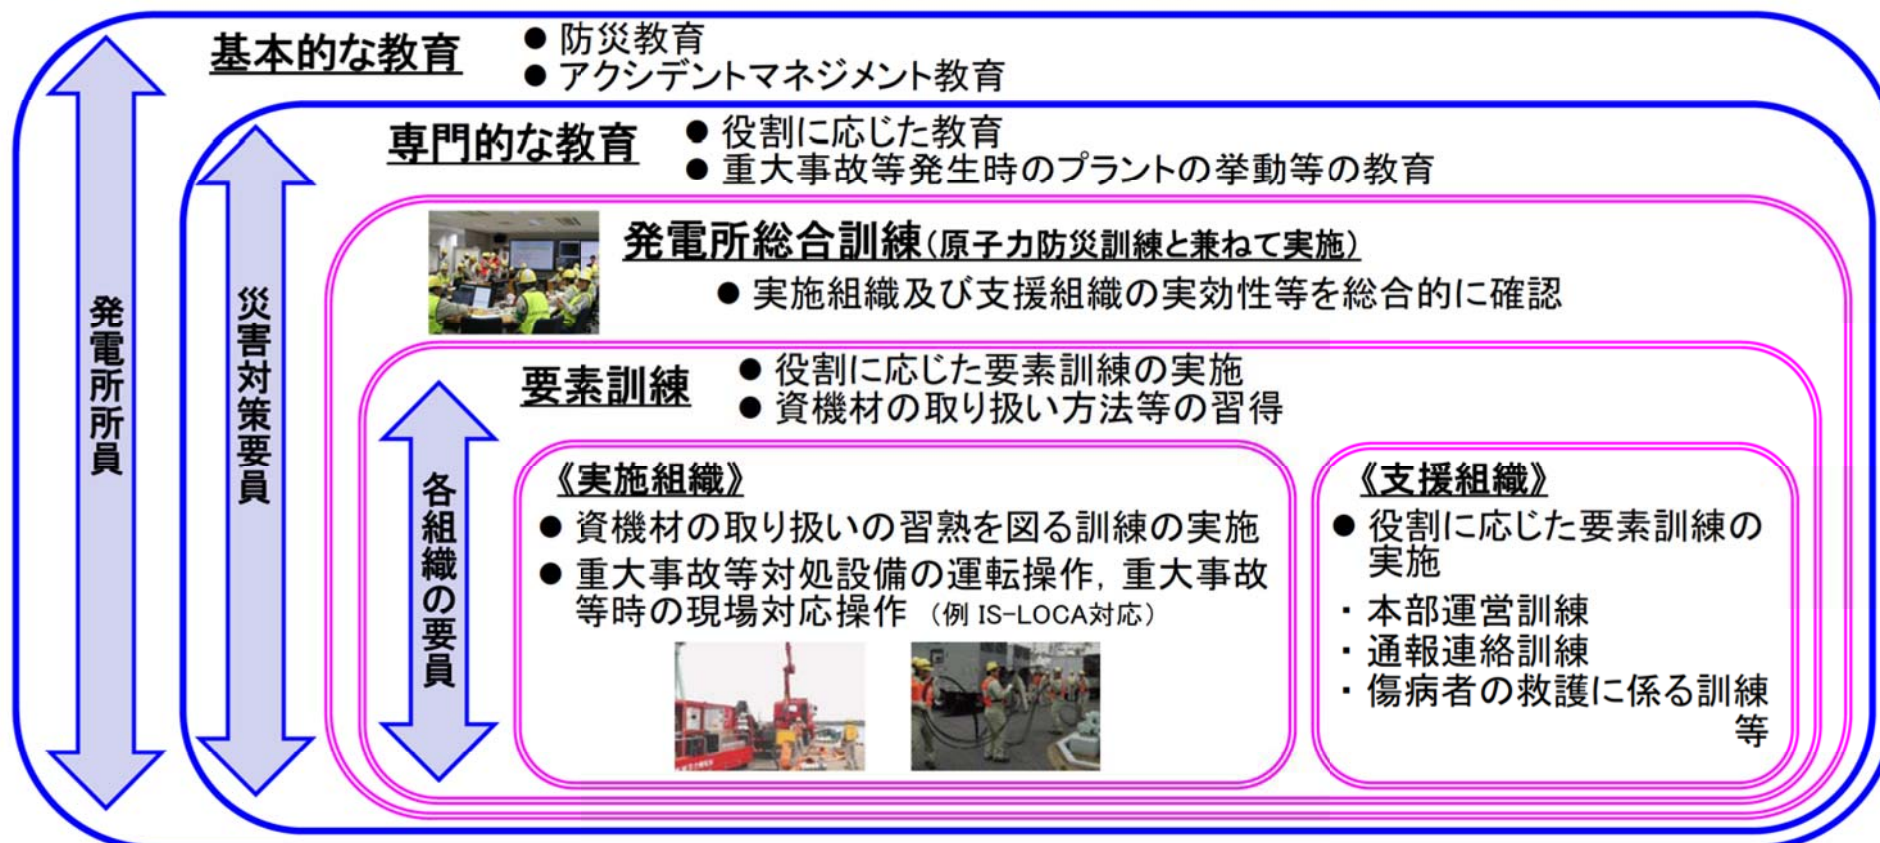 基本的な教育
● 防災教育
● アクシデントマネジメント教育
専門的な教育
● 役割に応じた教育
● 重大事故等発生時のプラントの挙動等の教育
発電所総合訓練(原子力防災訓練と兼ねて実施)
● 実施組織及び支援組織の実効性等を総合的に確認
要素訓練
● 役割に応じた要素訓練の実施
● 資機材の取り扱い方法等の習得
発電所所員
災害対策要員
各組織の要員
《実施組織》
● 資機材の取り扱いの習熟を図る訓練の実施
● 重大事故等対処設備の運転操作，重大事故
等時の現場対応操作 （例 IS-LOCA対応）
《支援組織》
● 役割に応じた要素訓練の
実施
・ 本部運営訓練
・ 通報連絡訓練
・ 傷病者の救護に係る訓練
等